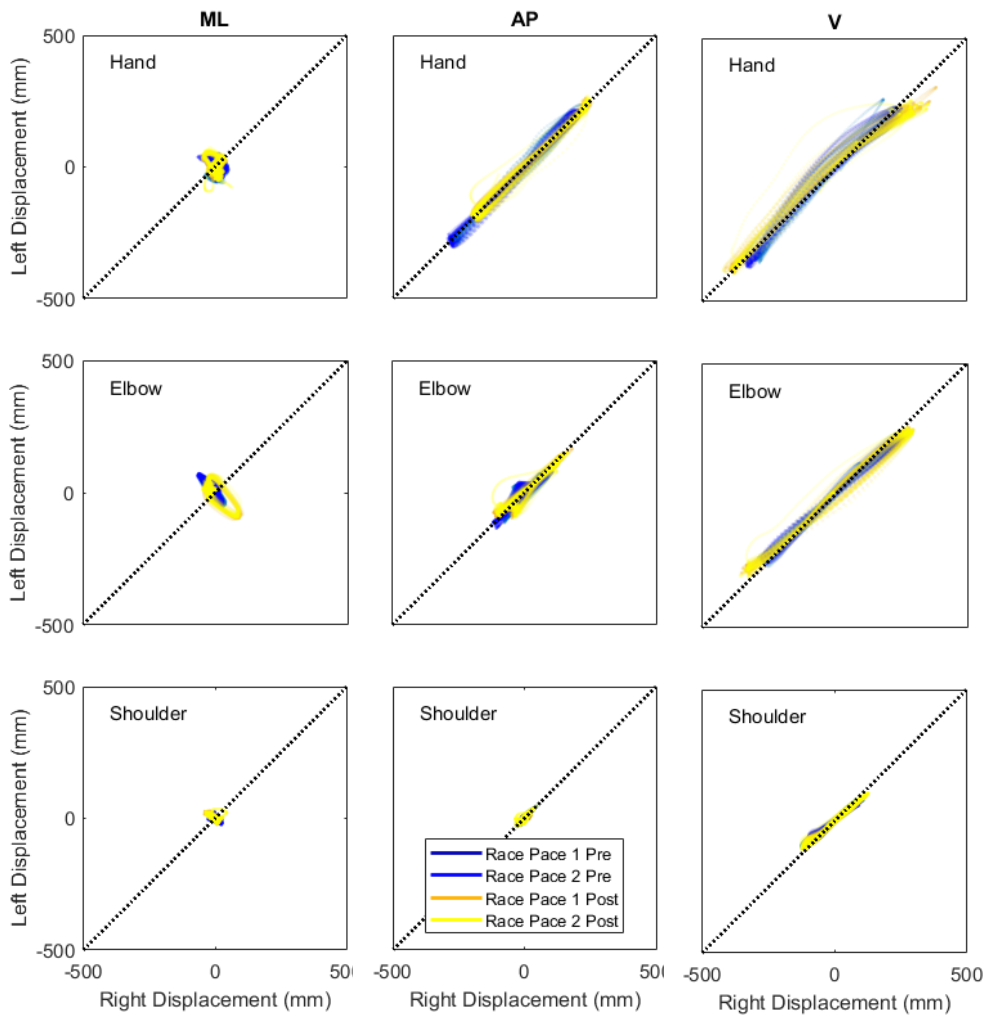 ML
AP
V
500
0
-500
Left Displacement (mm)
Hand
Hand
Hand
500
500
500
500
0
-500
Left Displacement (mm)
Elbow
Elbow
Elbow
500
0
-500
Left Displacement (mm)
Shoulder
Shoulder
Shoulder
Race Pace 1 Pre
Race Pace 2 Pre
Race Pace 1 Post
Race Pace 2 Post
-500 0 50
-500 0 50
-500 0 500
Right Displacement (mm)
Right Displacement (mm)
Right Displacement (mm)